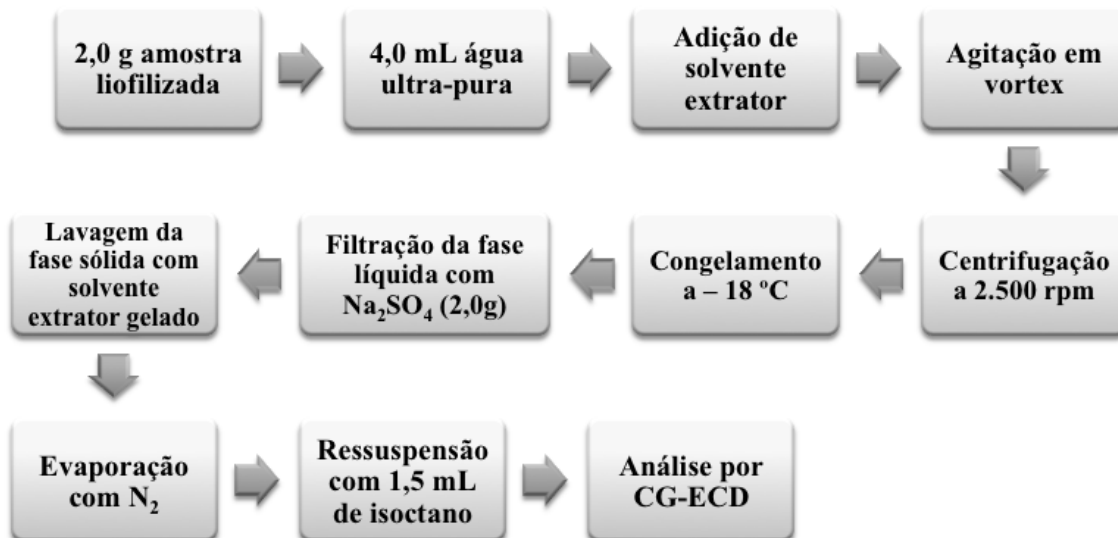 2,0 g amostra
liofilizada
4,0 mL água
ultra-pura
Adição de
solvente
extrator
Agitação em
vortex
Centrifugação
a 2.500 rpm
Congelamento
a – 18 ºC
Filtração da fase
líquida com
Na₂SO₄ (2,0g)
Lavagem da
fase sólida com
solvente
extrator gelado
Evaporação
com N₂
Ressuspensão
com 1,5 mL
de isoctano
Análise por
CG-ECD